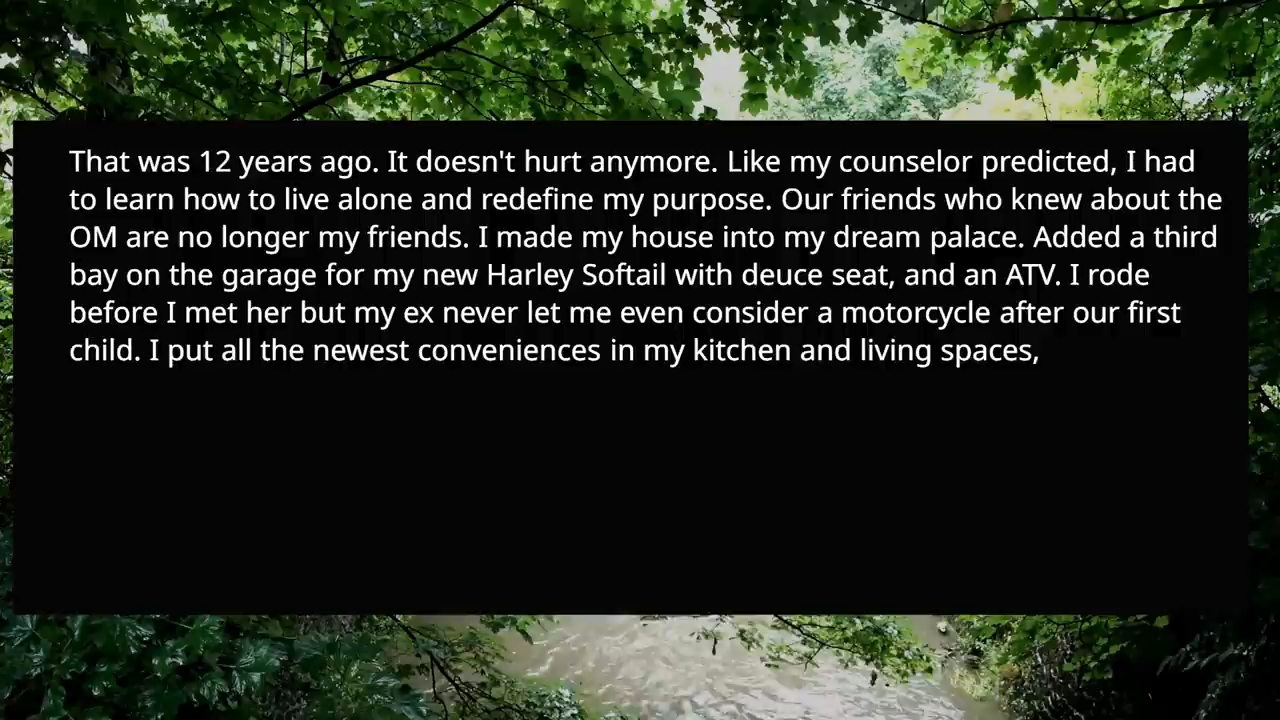 That was 12 years ago. It doesn't hurt anymore. Like my counselor predicted, I had
to learn how to live alone and redefine my purpose. Our friends who knew about the
OM are no longer my friends. I made my house into my dream palace. Added a third
bay on the garage for my new Harley Softail with deuce seat, and an ATV. I rode
before I met her but my ex never let me even consider a motorcycle after our first
child. I put all the newest conveniences in my kitchen and living spaces,